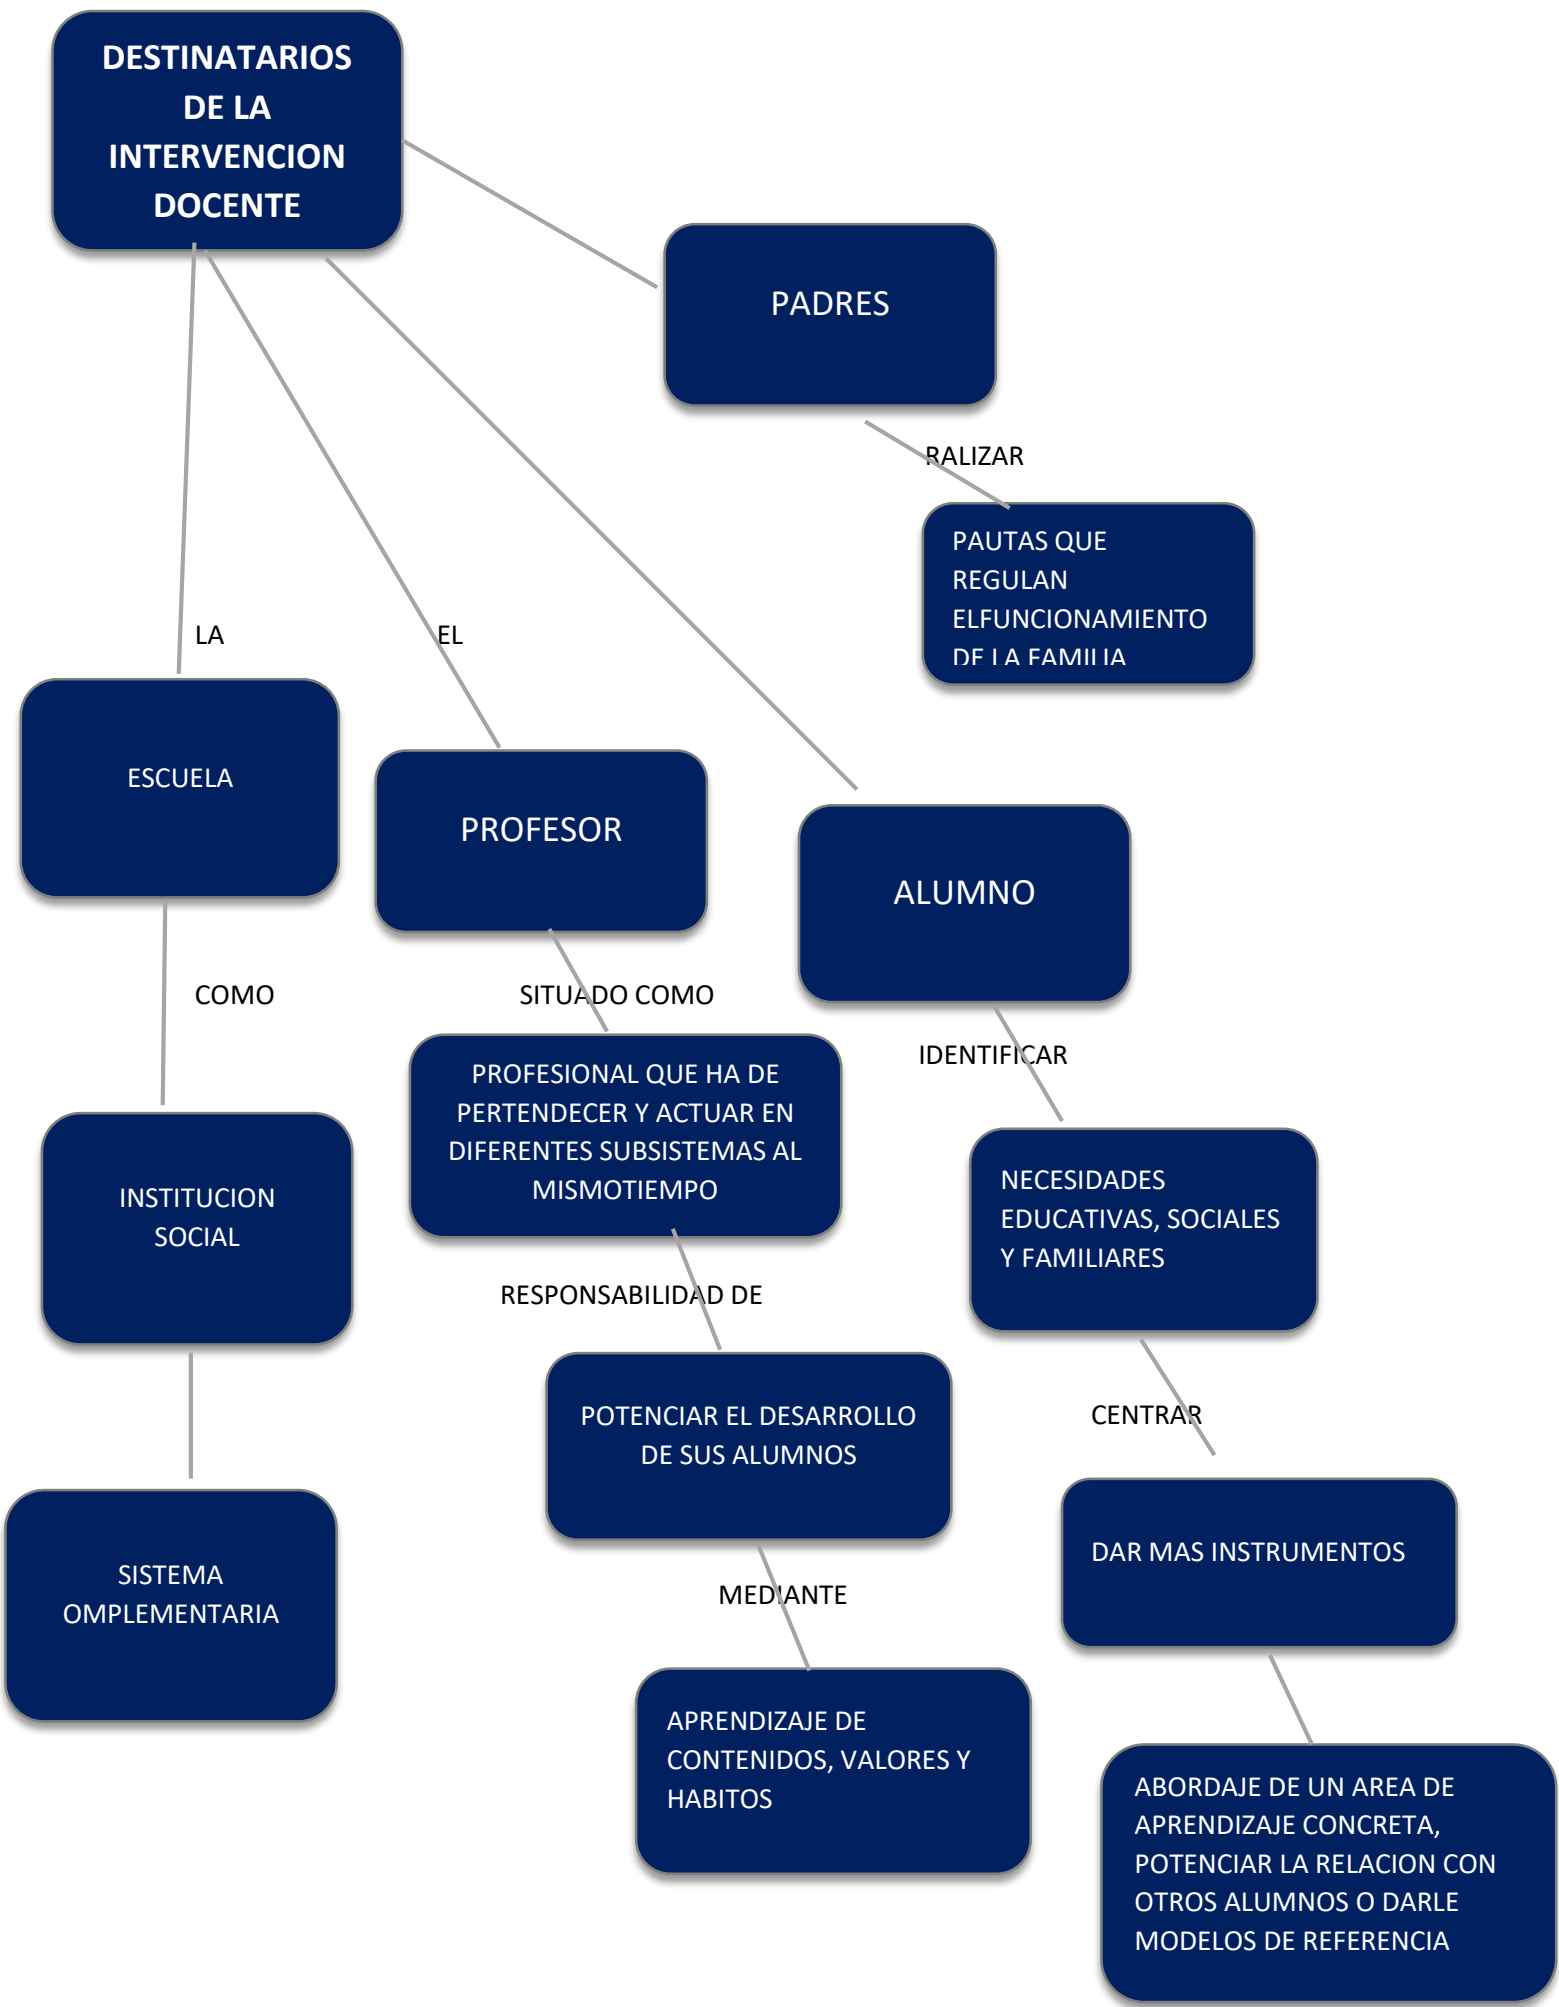 DESTINATARIOS
DE LA
INTERVENCION
DOCENTE
PADRES
RALIZAR
PAUTAS QUE
REGULAN
ELFUNCIONAMIENTO
DE LA FAMILIA
LA
EL
ESCUELA
PROFESOR
ALUMNO
COMO
SITUADO COMO
IDENTIFICAR
PROFESIONAL QUE HA DE
PERTENDECER Y ACTUAR EN
DIFERENTES SUBSISTEMAS AL
MISMOTIEMPO
INSTITUCION
SOCIAL
NECESIDADES
EDUCATIVAS, SOCIALES
Y FAMILIARES
RESPONSABILIDAD DE
POTENCIAR EL DESARROLLO
DE SUS ALUMNOS
CENTRAR
SISTEMA
OMPLEMENTARIA
DAR MAS INSTRUMENTOS
MEDIANTE
APRENDIZAJE DE
CONTENIDOS, VALORES Y
HABITOS
ABORDAJE DE UN AREA DE
APRENDIZAJE CONCRETA,
POTENCIAR LA RELACION CON
OTROS ALUMNOS O DARLE
MODELOS DE REFERENCIA